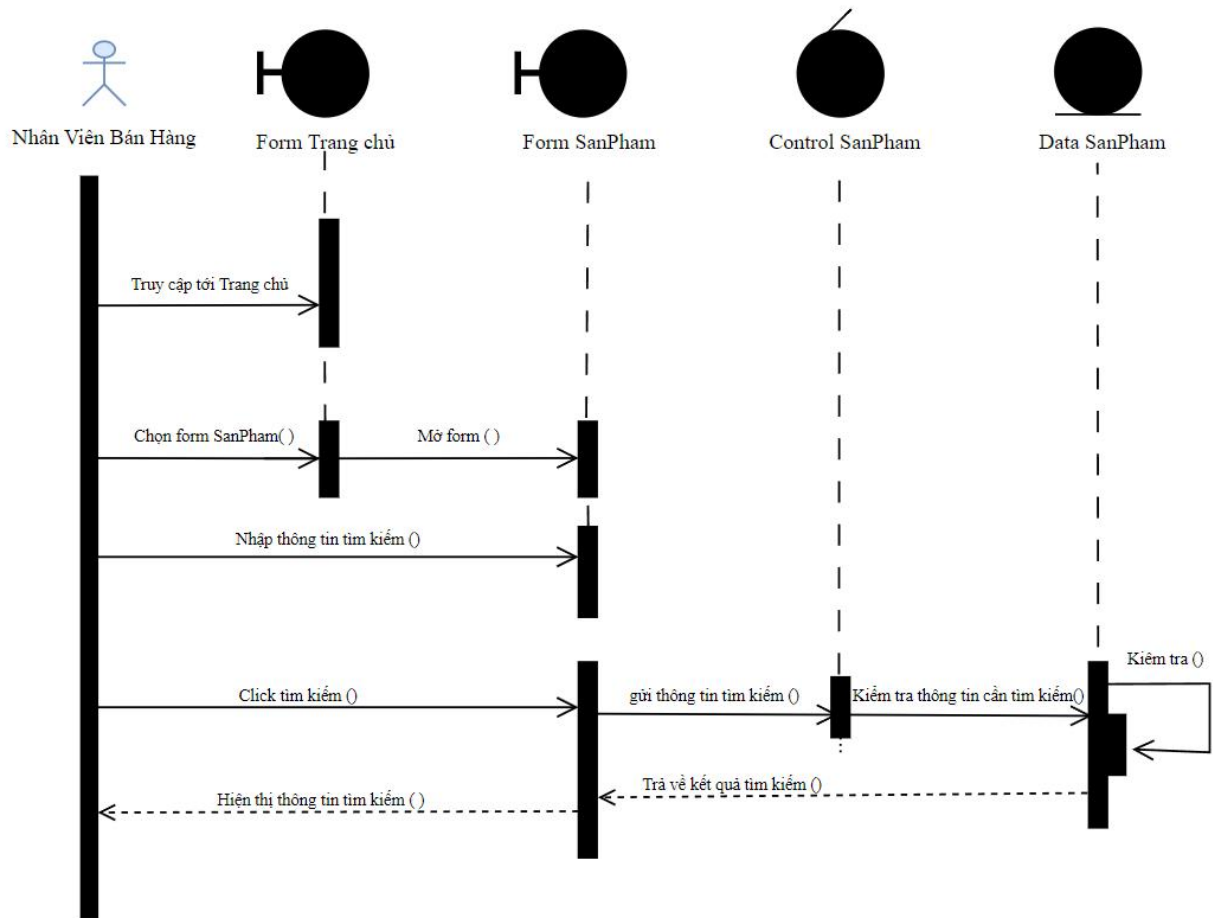 Nhân Viên Bán Hàng
Form Trang chủ
Form SanPham
Control SanPham
Data SanPham
Truy cập tới Trang chủ
Chọn form SanPham( )
Mở form ( )
Nhập thông tin tìm kiếm ()
Kiêm tra ()
Click tìm kiếm ()
gửi thông tin tìm kiếm ()
Kiểm tra thông tin cần tìm kiếm()
Trả về kết quả tìm kiếm ()
Hiện thị thông tin tìm kiếm ( )